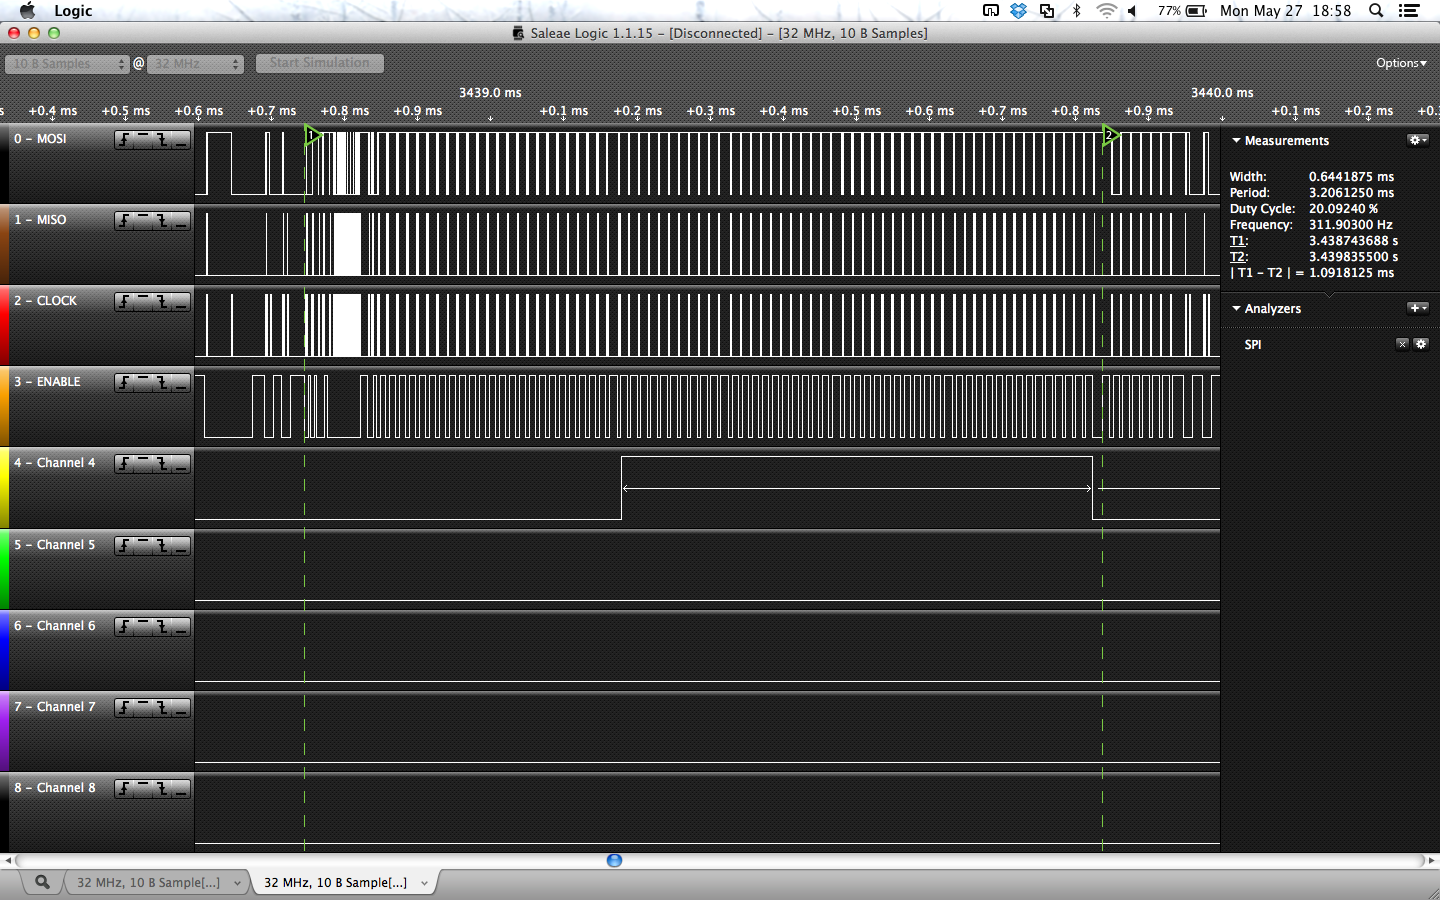 Logic
77%
Mon May 27 18:58
Saleae Logic 1.1.15 – [Disconnected] – [32 MHz, 10 B Samples]
10 B Samples @ 32 MHz Start Simulation
Options
3439.0 ms 3440.0 ms
s +0.4 ms +0.5 ms +0.6 ms +0.7 ms +0.8 ms +0.9 ms +0.1 ms +0.2 ms +0.3 ms +0.4 ms +0.5 ms +0.6 ms +0.7 ms +0.8 ms +0.9 ms +0.1 ms +0.2 ms
0 – MOSI
1
2
Measurements
Width: 0.6441875 ms
Period: 3.2061250 ms
Duty Cycle: 20.09240 %
Frequency: 311.90300 Hz
T1: 3.438743688 s
T2: 3.439835500 s
| T1 – T2 | = 1.0918125 ms
Analyzers
SPI
1 – MISO
2 – CLOCK
3 – ENABLE
4 – Channel 4
5 – Channel 5
6 – Channel 6
7 – Channel 7
8 – Channel 8
32 MHz, 10 B Sample[...]
32 MHz, 10 B Sample[...]